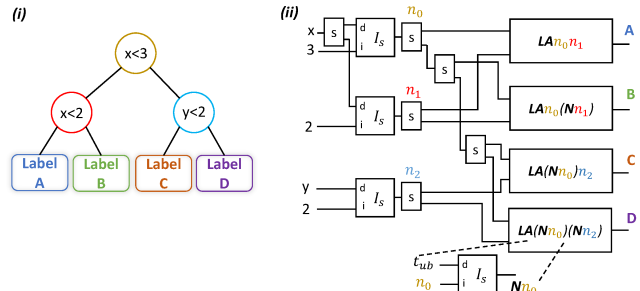 (i)
x<3
x<2
y<2
Label A
Label B
Label C
Label D
(ii)
x
3
s
d
i
I_s
s
n_0
s
LAn_0n_1
A
2
d
i
I_s
n_1
s
LAn_0(Nn_1)
B
s
LA(Nn_0)n_2
C
y
2
d
i
I_s
n_2
s
LA(Nn_0)(Nn_2)
D
t_ub
n_0
d
i
I_s
Nn_0